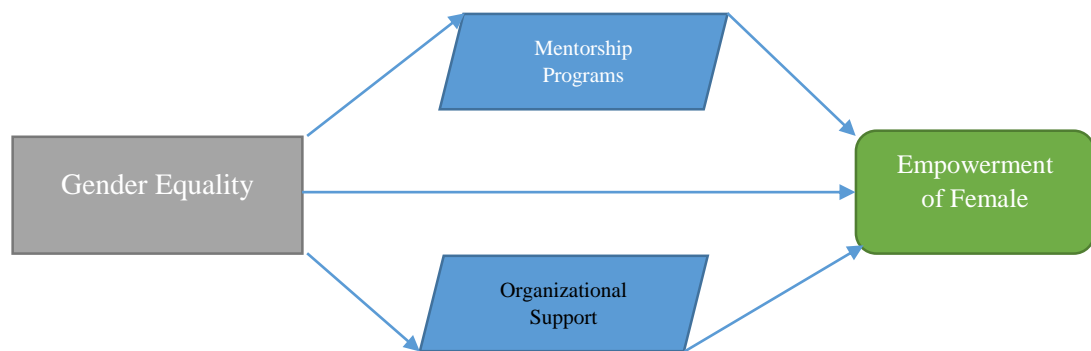 Mentorship
Programs
Gender Equality
Empowerment
of Female
Organizational
Support